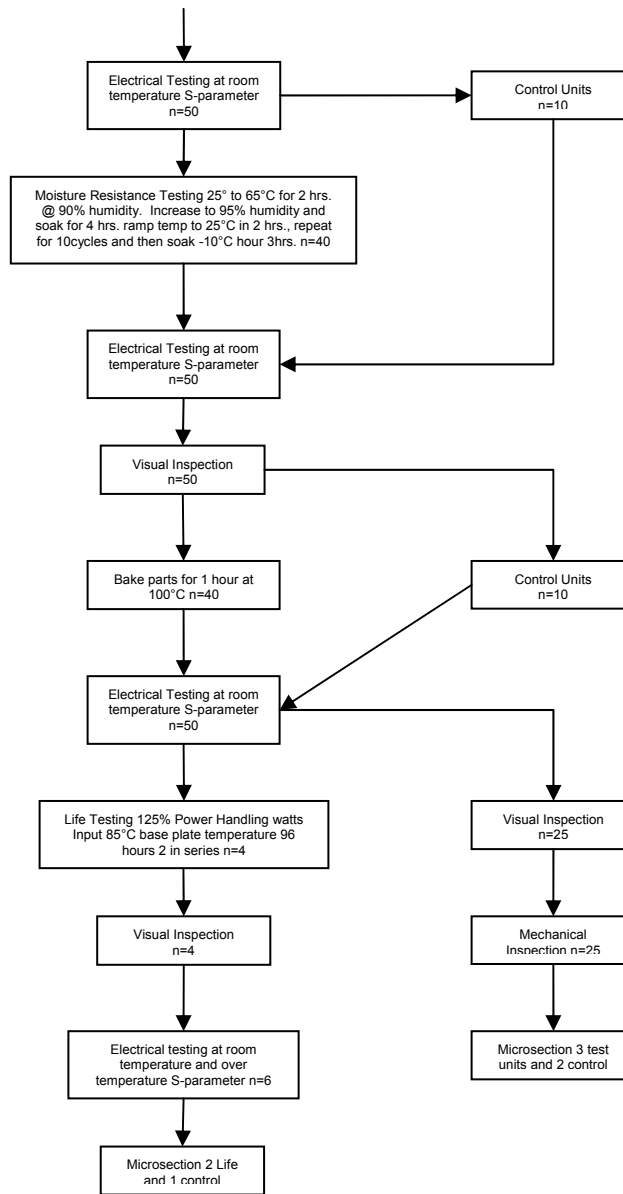 Electrical Testing at room
temperature S-parameter
n=50
Control Units
n=10
Moisture Resistance Testing 25° to 65°C for 2 hrs.
@ 90% humidity.  Increase to 95% humidity and
soak for 4 hrs. ramp temp to 25°C in 2 hrs., repeat
for 10cycles and then soak -10°C hour 3hrs. n=40
Electrical Testing at room
temperature S-parameter
n=50
Visual Inspection
n=50
Bake parts for 1 hour at
100°C n=40
Control Units
n=10
Electrical Testing at room
temperature S-parameter
n=50
Life Testing 125% Power Handling watts
Input 85°C base plate temperature 96
hours 2 in series n=4
Visual Inspection
n=25
Visual Inspection
n=4
Mechanical
Inspection n=25
Electrical testing at room
temperature and over
temperature S-parameter n=6
Microsection 3 test
units and 2 control
Microsection 2 Life
and 1 control